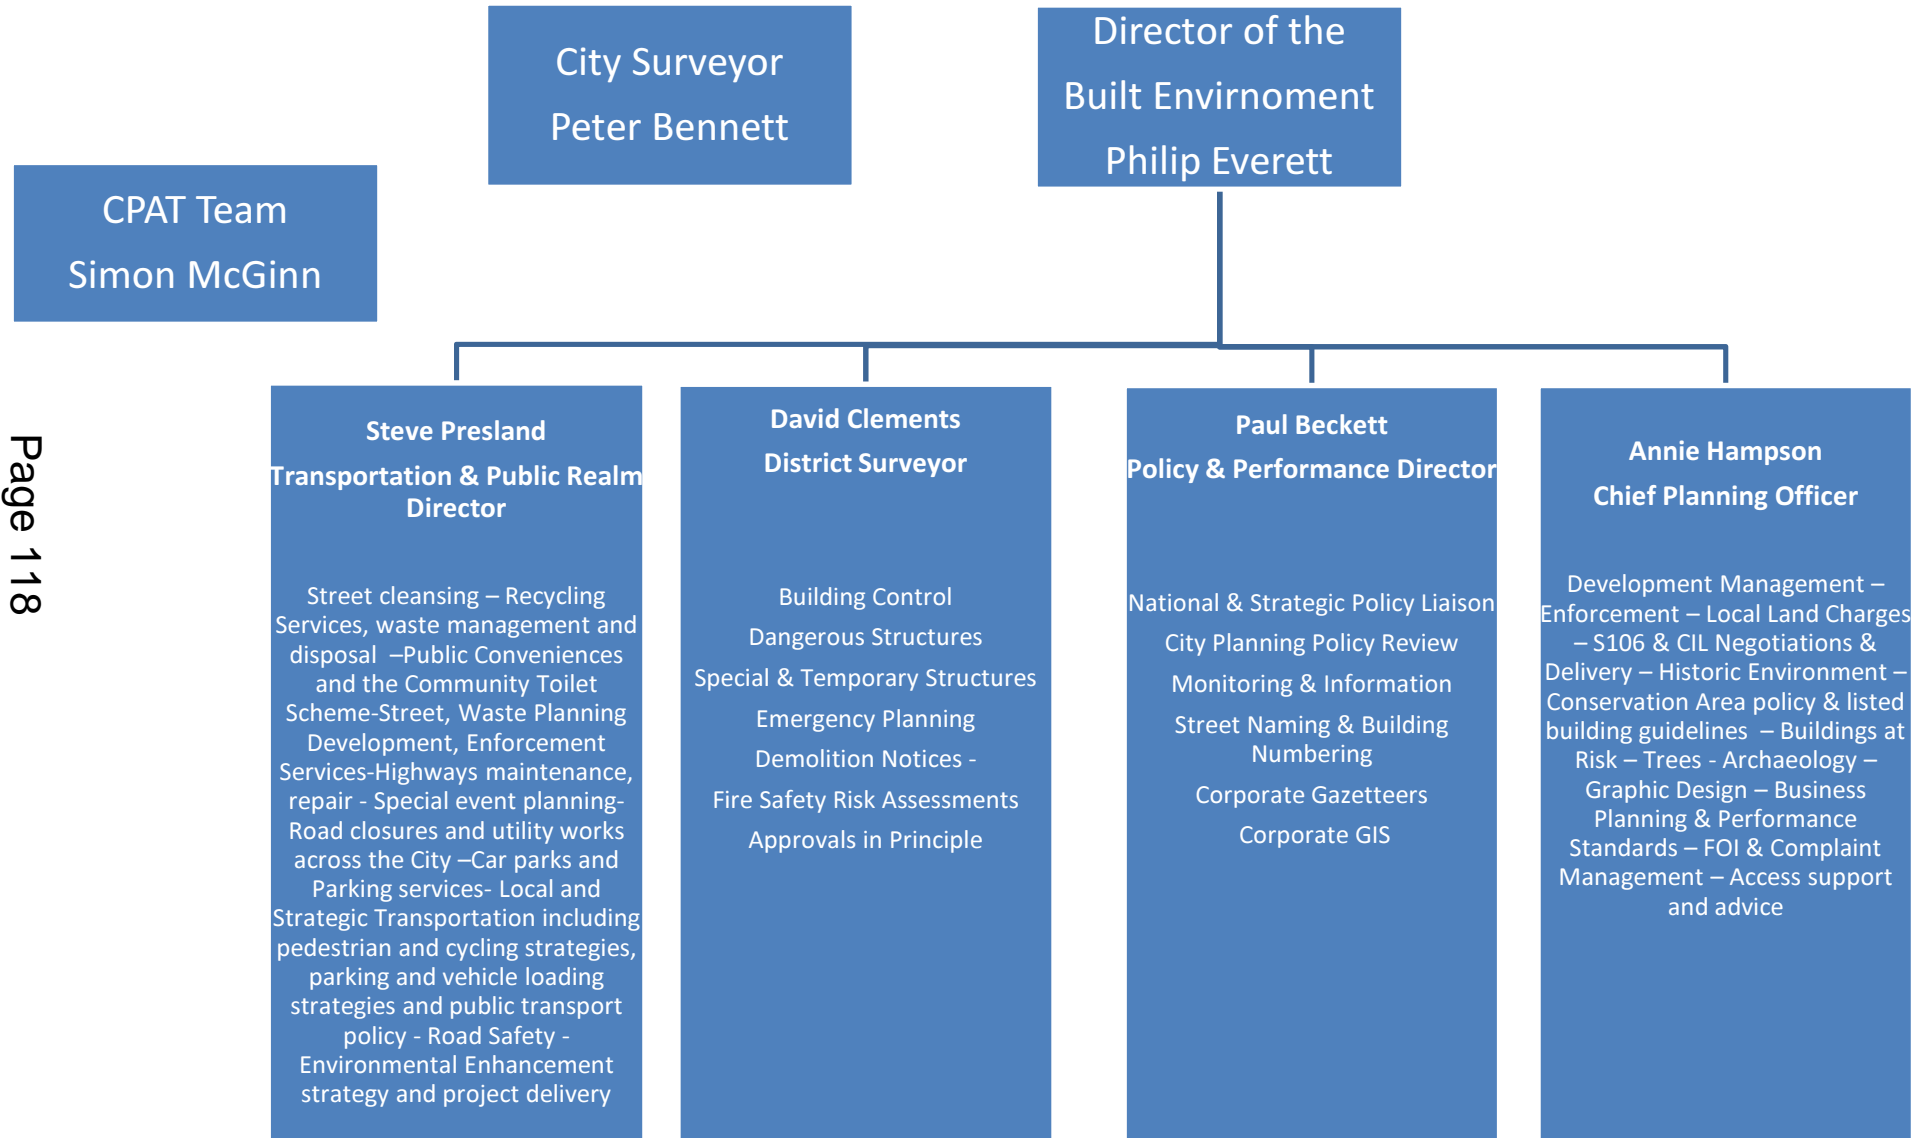 City Surveyor
Peter Bennett
Director of the
Built Envirnoment
Philip Everett
CPAT Team
Simon McGinn
Page 118
Steve Presland
Transportation & Public Realm
Director
Street cleansing – Recycling
Services, waste management and
disposal  –Public Conveniences
and the Community Toilet
Scheme-Street, Waste Planning
Development, Enforcement
Services-Highways maintenance,
repair - Special event planning-
Road closures and utility works
across the City –Car parks and
Parking services- Local and
Strategic Transportation including
pedestrian and cycling strategies,
parking and vehicle loading
strategies and public transport
policy - Road Safety -
Environmental Enhancement
strategy and project delivery
David Clements
District Surveyor
Building Control
Dangerous Structures
Special & Temporary Structures
Emergency Planning
Demolition Notices -
Fire Safety Risk Assessments
Approvals in Principle
Paul Beckett
Policy & Performance Director
National & Strategic Policy Liaison
City Planning Policy Review
Monitoring & Information
Street Naming & Building
Numbering
Corporate Gazetteers
Corporate GIS
Annie Hampson
Chief Planning Officer
Development Management –
Enforcement – Local Land Charges
– S106 & CIL Negotiations &
Delivery – Historic Environment –
Conservation Area policy & listed
building guidelines  – Buildings at
Risk – Trees - Archaeology –
Graphic Design – Business
Planning & Performance
Standards – FOI & Complaint
Management – Access support
and advice